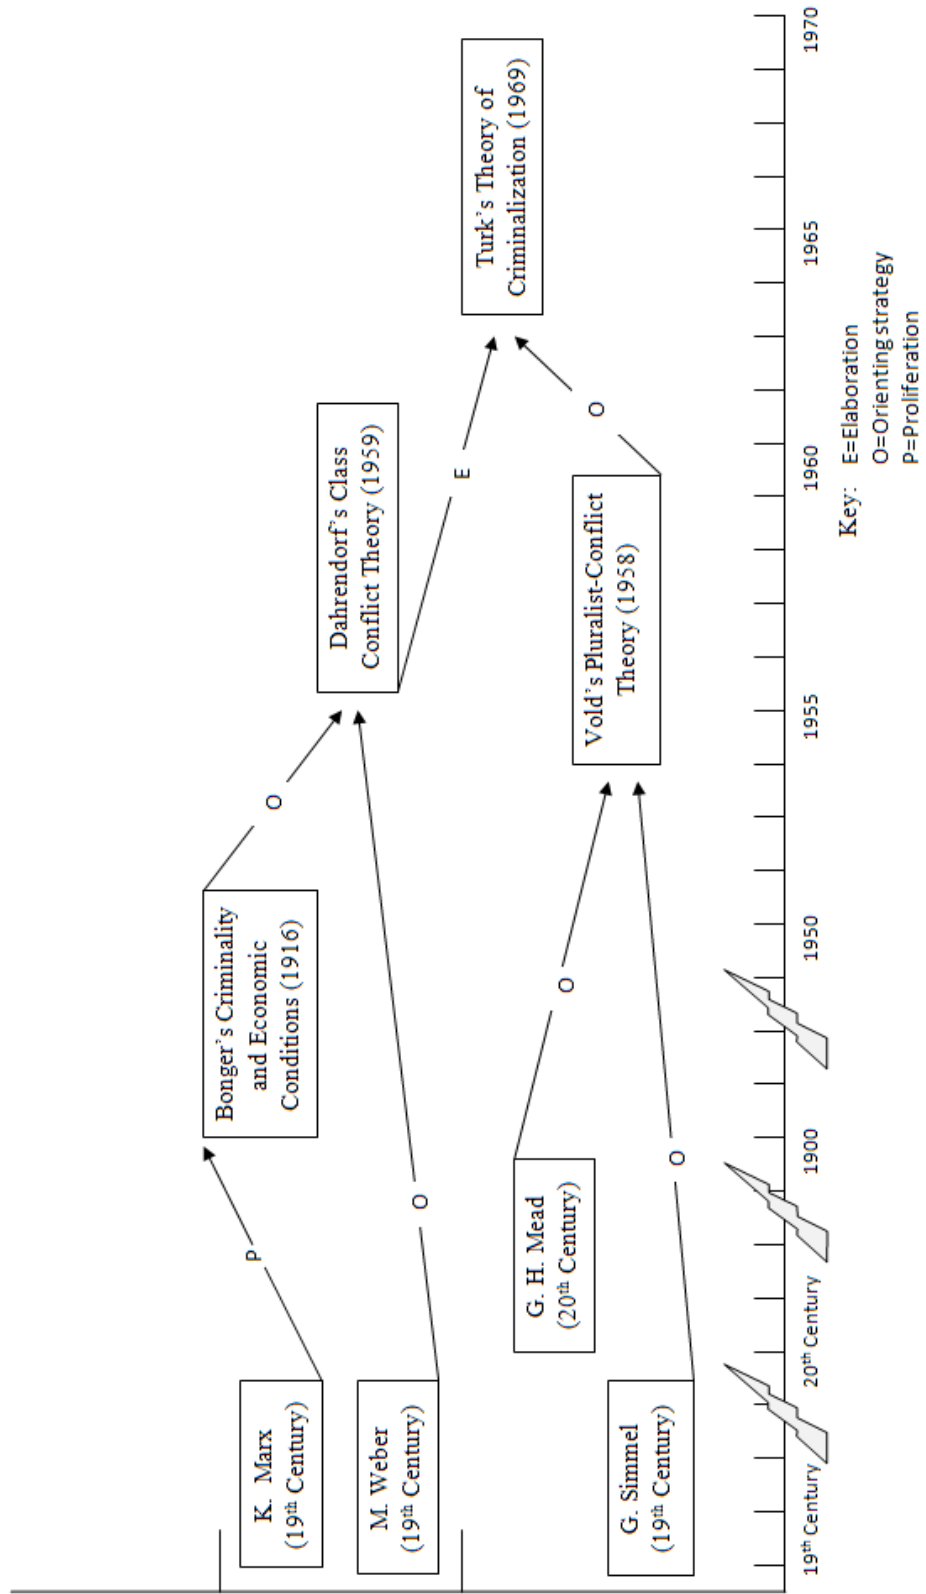 K. Marx
(19th Century)
M. Weber
(19th Century)
G. Simmel
(19th Century)
G. H. Mead
(20th Century)
Bonger's Criminality
and Economic
Conditions (1916)
Dahrendorf's Class
Conflict Theory (1959)
Vold's Pluralist-Conflict
Theory (1958)
Turk's Theory of
Criminalization (1969)
P
O
O
O
O
E
O
19th Century
20th Century
1900
1950
1955
1960
1965
1970
Key: E=Elaboration
O=Orienting strategy
P=Proliferation